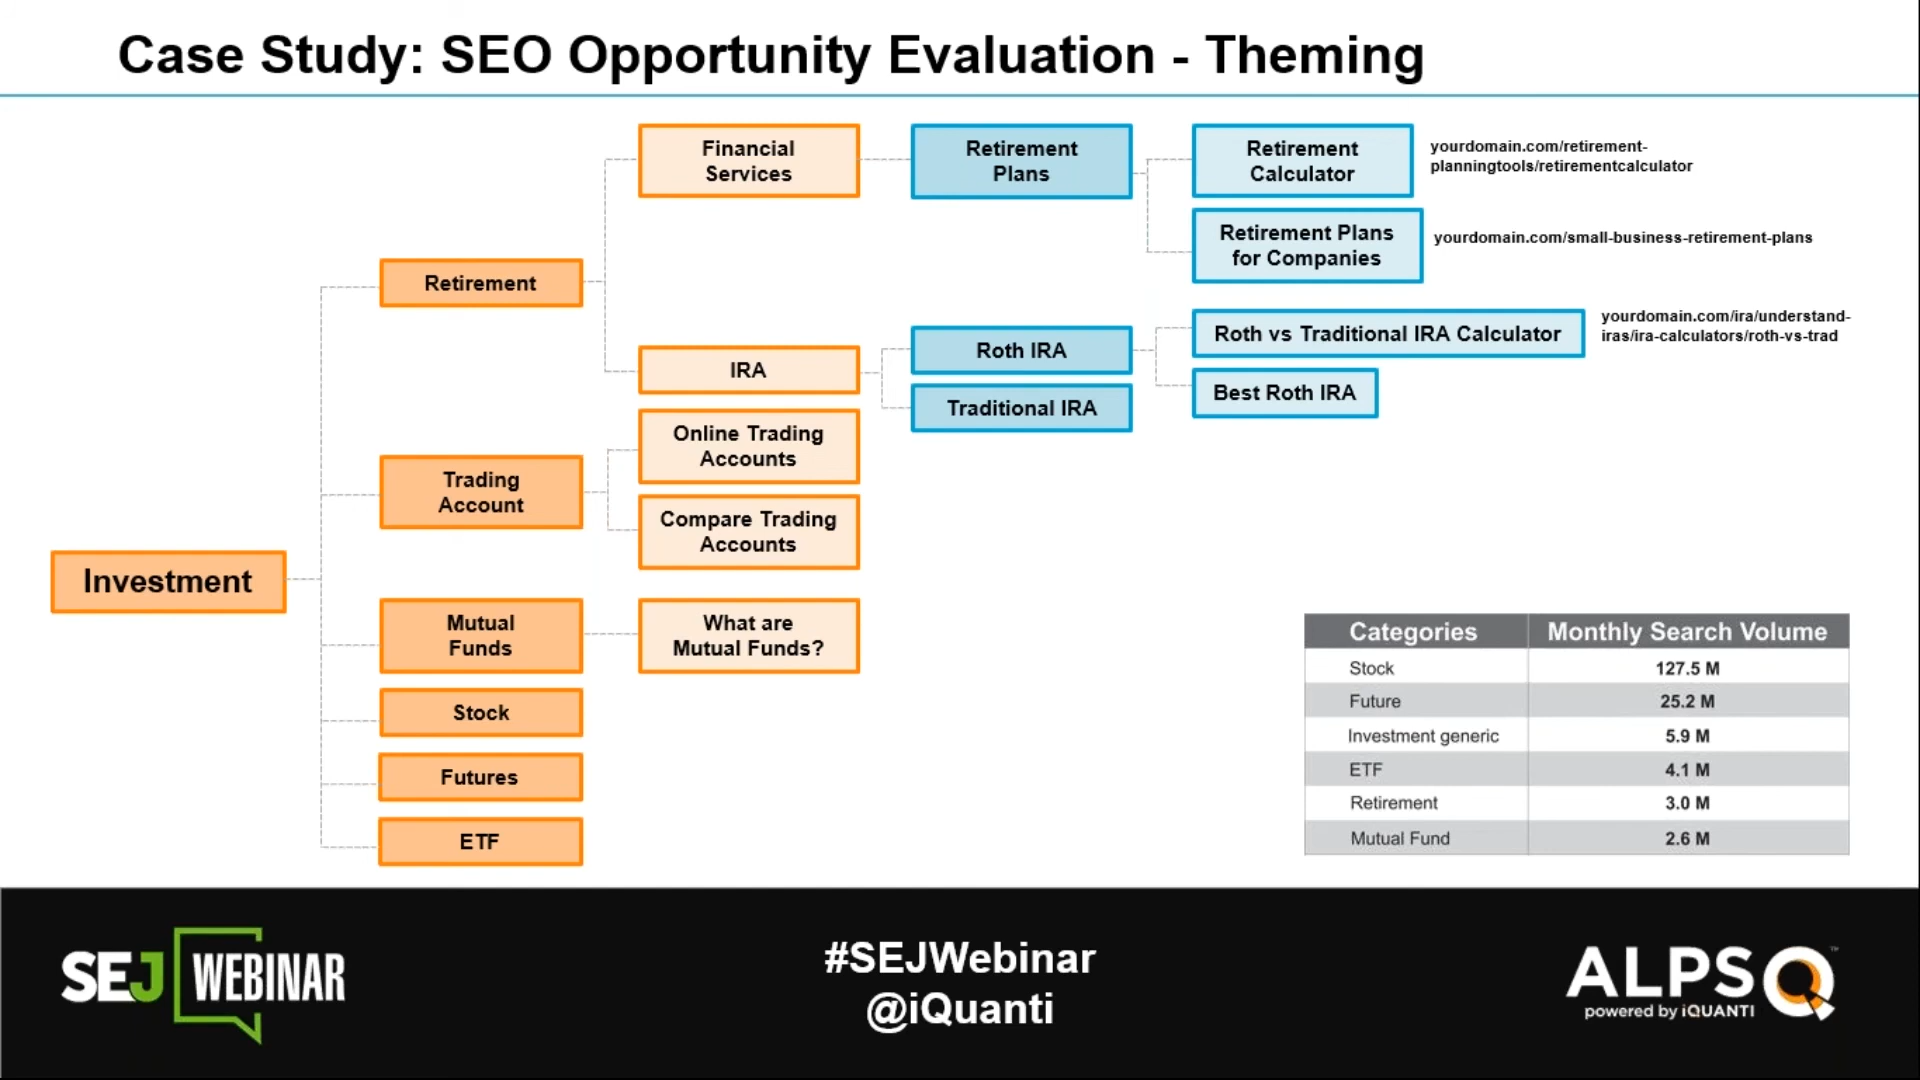 Case Study: SEO Opportunity Evaluation - Theming
Financial
Services
Retirement
Plans
Retirement
Calculator
yourdomain.com/retirement-
planningtools/retirementcalculator
Retirement Plans
for Companies
yourdomain.com/small-business-retirement-plans
Retirement
Roth vs Traditional IRA Calculator
yourdomain.com/ira/understand-
iras/ira-calculators/roth-vs-trad
IRA
Roth IRA
Best Roth IRA
Traditional IRA
Online Trading
Accounts
Trading
Account
Compare Trading
Accounts
Investment
Mutual
Funds
What are
Mutual Funds?
Stock
Futures
ETF
Categories Monthly Search Volume
Stock 127.5 M
Future 25.2 M
Investment generic 5.9 M
ETF 4.1 M
Retirement 3.0 M
Mutual Fund 2.6 M
SEJ WEBINAR
#SEJWebinar
@iQuanti
ALPS Q™
powered by iQUANTI